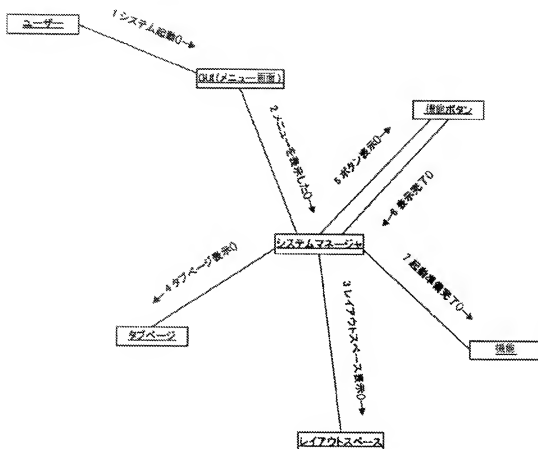 ユーザー
1 システム起動()→
GUI(メニュー画面)
2 メニューを表示した()→
機能ボタン
5 ボタン表示()→
←6 表示完了()
システムマネージャ
←4 タブページ表示()
7 起動準備完了()→
3 レイアウトスペース表示()→
タブページ
機能
レイアウトスペース